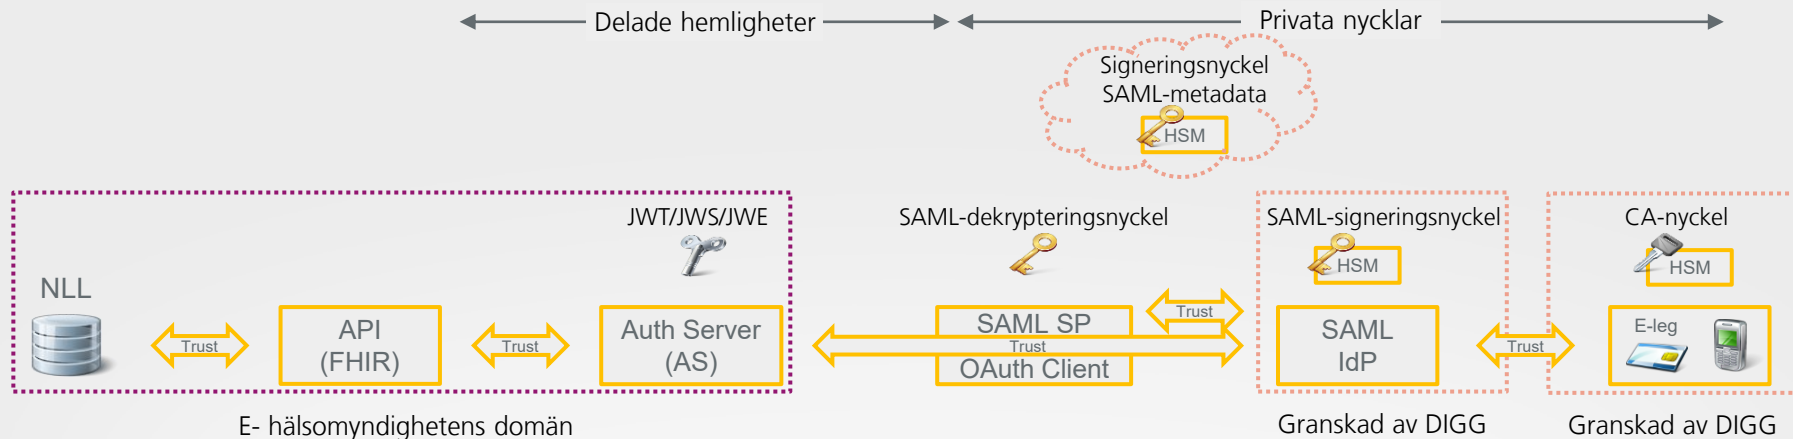 Delade hemligheter
Privata nycklar
Signeringsnyckel
SAML-metadata
HSM
JWT/JWS/JWE
SAML-dekrypteringsnyckel
SAML-signeringsnyckel
HSM
CA-nyckel
HSM
NLL
Trust
API
(FHIR)
Trust
Auth Server
(AS)
SAML SP
Trust
OAuth Client
Trust
SAML
IdP
Trust
E-leg
E- hälsomyndighetens domän
Granskad av DIGG
Granskad av DIGG